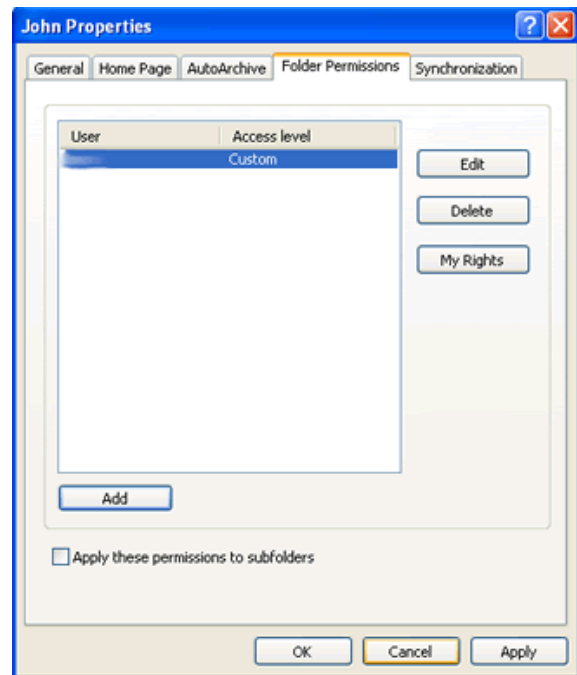 John Properties
General Home Page AutoArchive Folder Permissions Synchronization
User Access level
Custom
Edit
Delete
My Rights
Add
Apply these permissions to subfolders
OK Cancel Apply